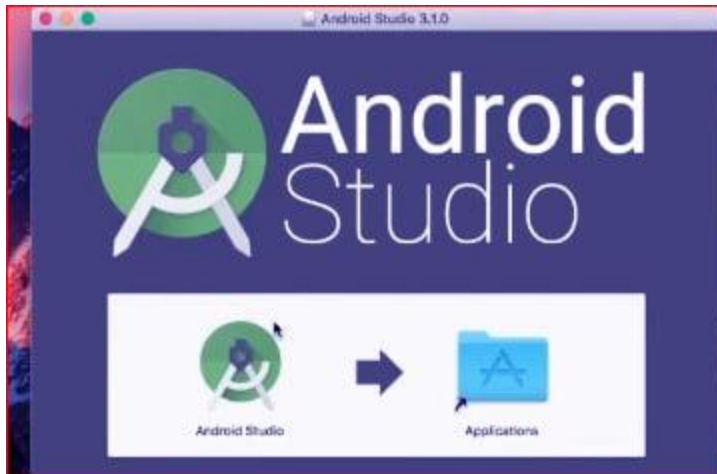 Android Studio 3.1.0
Android
Studio
Android Studio
Applications